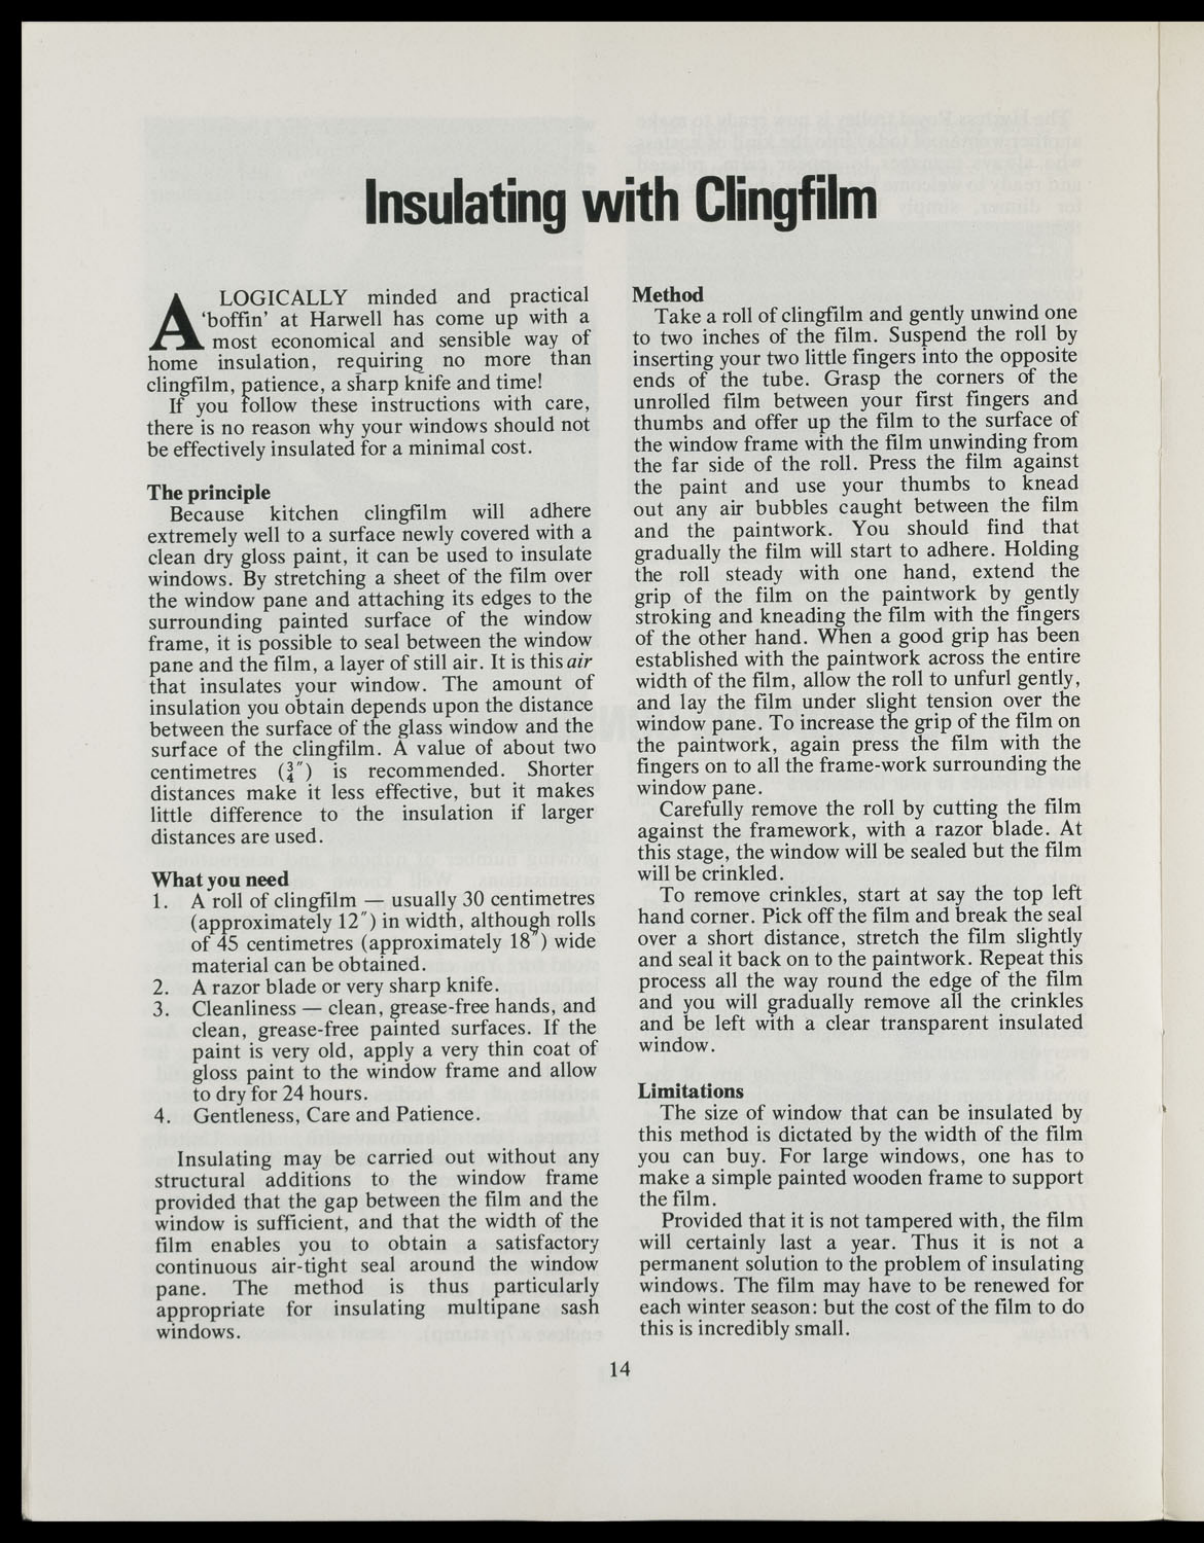 Insulating with Clingfilm
A LOGICALLY minded and practical
‘boffin’ at Harwell has come up with a
most economical and sensible way of
home insulation, requiring no more than
clingfilm, patience, a sharp knife and time!
If you follow these instructions with care,
there is no reason why your windows should not
be effectively insulated for a minimal cost.
The principle
Because kitchen clingfilm will adhere
extremely well to a surface newly covered with a
clean dry gloss paint, it can be used to insulate
windows. By stretching a sheet of the film over
the window pane and attaching its edges to the
surrounding painted surface of the window
frame, it is possible to seal between the window
pane and the film, a layer of still air. It is this air
that insulates your window. The amount of
insulation you obtain depends upon the distance
between the surface of the glass window and the
surface of the clingfilm. A value of about two
centimetres (¾″) is recommended. Shorter
distances make it less effective, but it makes
little difference to the insulation if larger
distances are used.
What you need
1. A roll of clingfilm — usually 30 centimetres
(approximately 12″) in width, although rolls
of 45 centimetres (approximately 18″) wide
material can be obtained.
2. A razor blade or very sharp knife.
3. Cleanliness — clean, grease-free hands, and
clean, grease-free painted surfaces. If the
paint is very old, apply a very thin coat of
gloss paint to the window frame and allow
to dry for 24 hours.
4. Gentleness, Care and Patience.
Insulating may be carried out without any
structural additions to the window frame
provided that the gap between the film and the
window is sufficient, and that the width of the
film enables you to obtain a satisfactory
continuous air-tight seal around the window
pane. The method is thus particularly
appropriate for insulating multipane sash
windows.
Method
Take a roll of clingfilm and gently unwind one
to two inches of the film. Suspend the roll by
inserting your two little fingers into the opposite
ends of the tube. Grasp the corners of the
unrolled film between your first fingers and
thumbs and offer up the film to the surface of
the window frame with the film unwinding from
the far side of the roll. Press the film against
the paint and use your thumbs to knead
out any air bubbles caught between the film
and the paintwork. You should find that
gradually the film will start to adhere. Holding
the roll steady with one hand, extend the
grip of the film on the paintwork by gently
stroking and kneading the film with the fingers
of the other hand. When a good grip has been
established with the paintwork across the entire
width of the film, allow the roll to unfurl gently,
and lay the film under slight tension over the
window pane. To increase the grip of the film on
the paintwork, again press the film with the
fingers on to all the frame-work surrounding the
window pane.
Carefully remove the roll by cutting the film
against the framework, with a razor blade. At
this stage, the window will be sealed but the film
will be crinkled.
To remove crinkles, start at say the top left
hand corner. Pick off the film and break the seal
over a short distance, stretch the film slightly
and seal it back on to the paintwork. Repeat this
process all the way round the edge of the film
and you will gradually remove all the crinkles
and be left with a clear transparent insulated
window.
Limitations
The size of window that can be insulated by
this method is dictated by the width of the film
you can buy. For large windows, one has to
make a simple painted wooden frame to support
the film.
Provided that it is not tampered with, the film
will certainly last a year. Thus it is not a
permanent solution to the problem of insulating
windows. The film may have to be renewed for
each winter season: but the cost of the film to do
this is incredibly small.
14